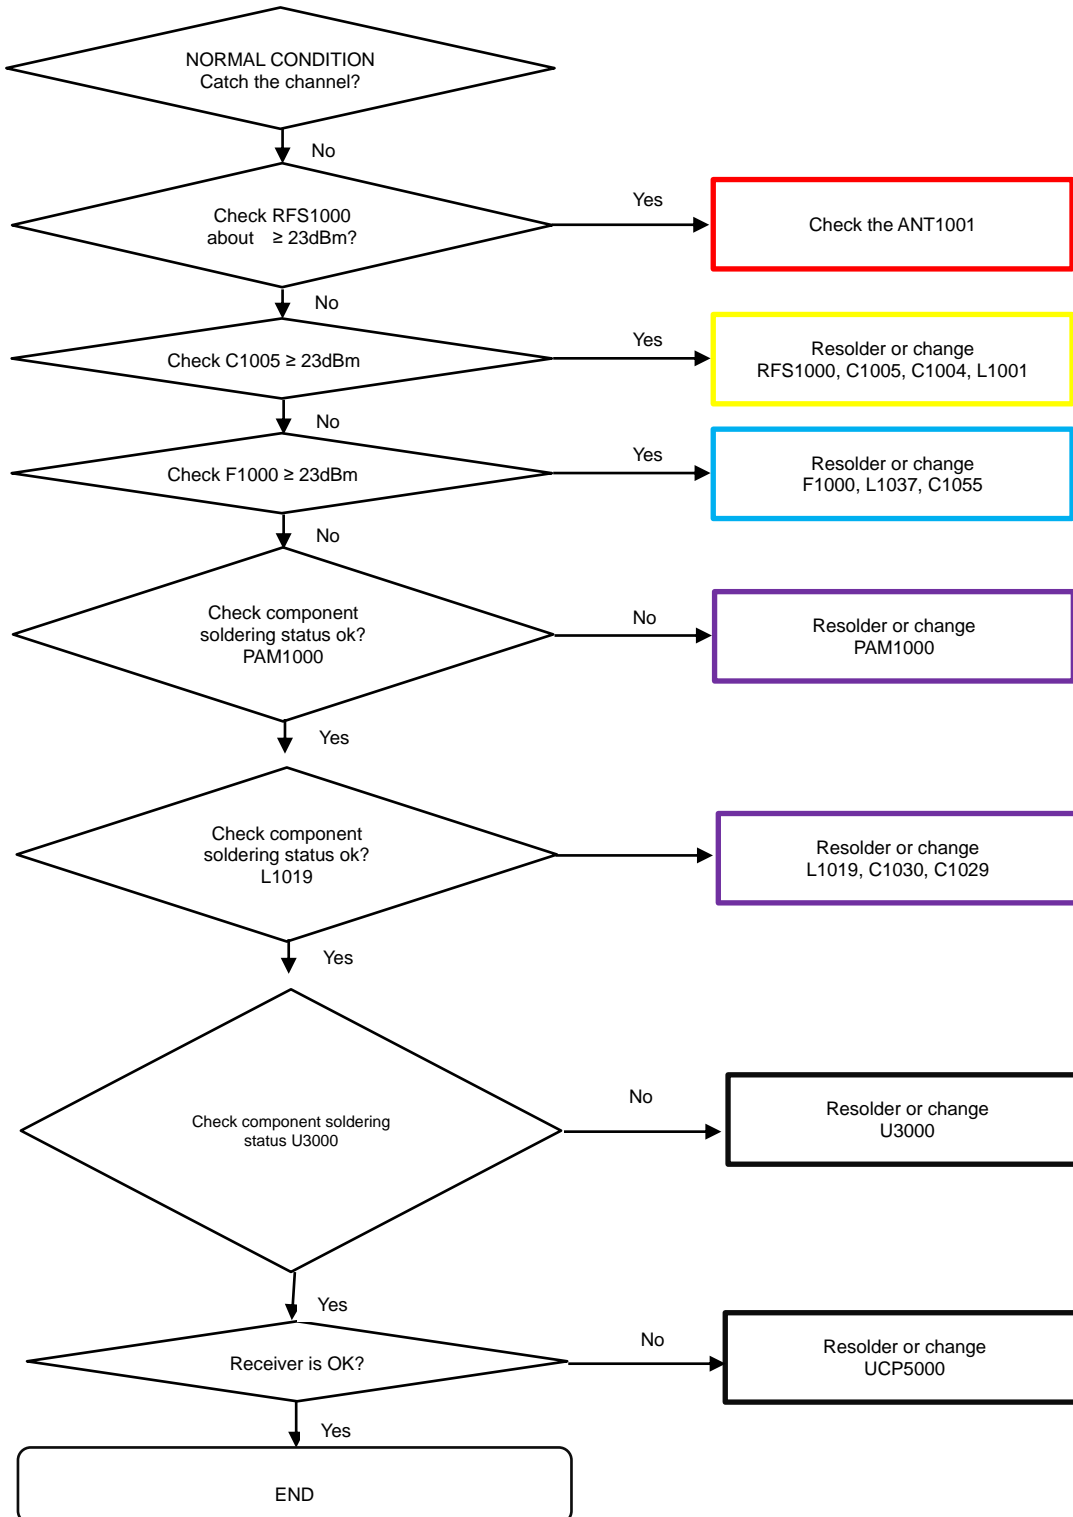 NORMAL CONDITION
Catch the channel?
No
Check RFS1000
about ≥ 23dBm?
Yes
Check the ANT1001
No
Check C1005 ≥ 23dBm
Yes
Resolder or change
RFS1000, C1005, C1004, L1001
No
Check F1000 ≥ 23dBm
Yes
Resolder or change
F1000, L1037, C1055
No
Check component
soldering status ok?
PAM1000
No
Resolder or change
PAM1000
Yes
Check component
soldering status ok?
L1019
Resolder or change
L1019, C1030, C1029
Yes
Check component soldering
status U3000
No
Resolder or change
U3000
Yes
Receiver is OK?
No
Resolder or change
UCP5000
Yes
END